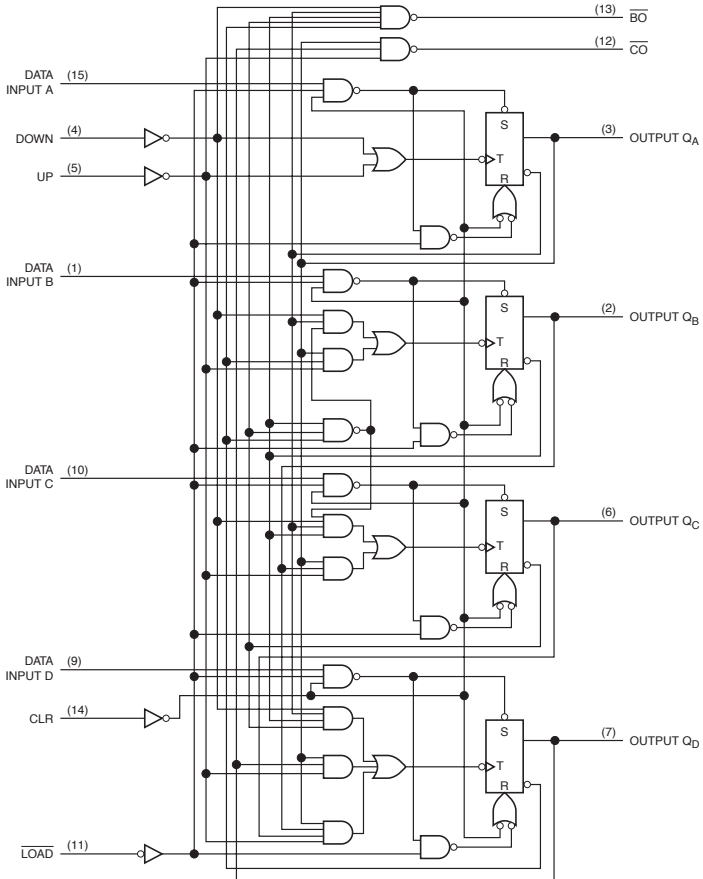 (13) BO
(12) CO
DATA INPUT A (15)
S
DOWN (4)
T
(3) OUTPUT QA
UP (5)
R
DATA INPUT B (1)
S
(2) OUTPUT QB
T
R
DATA INPUT C (10)
S
(6) OUTPUT QC
T
R
DATA INPUT D (9)
CLR (14)
S
(7) OUTPUT QD
T
R
LOAD (11)